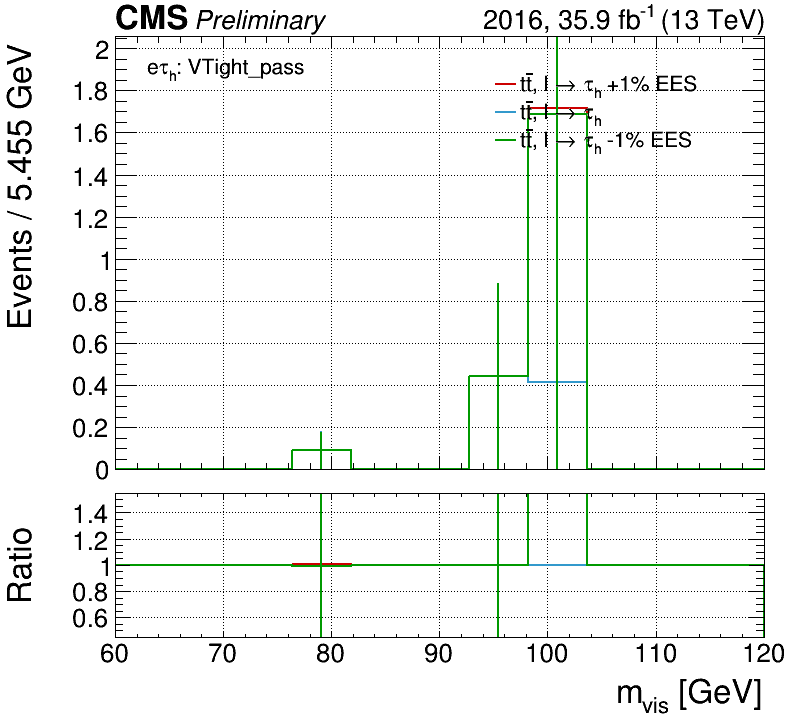 CMS Preliminary 2016, 35.9 fb⁻¹ (13 TeV)
eτₕ: VTight_pass
tt̄, l → τₕ +1% EES
tt̄, l → τₕ
tt̄, l → τₕ -1% EES
Events / 5.455 GeV
2
1.8
1.6
1.4
1.2
1
0.8
0.6
0.4
0.2
0
Ratio
1.4
1.2
1
0.8
0.6
60 70 80 90 100 110 120
m_vis [GeV]